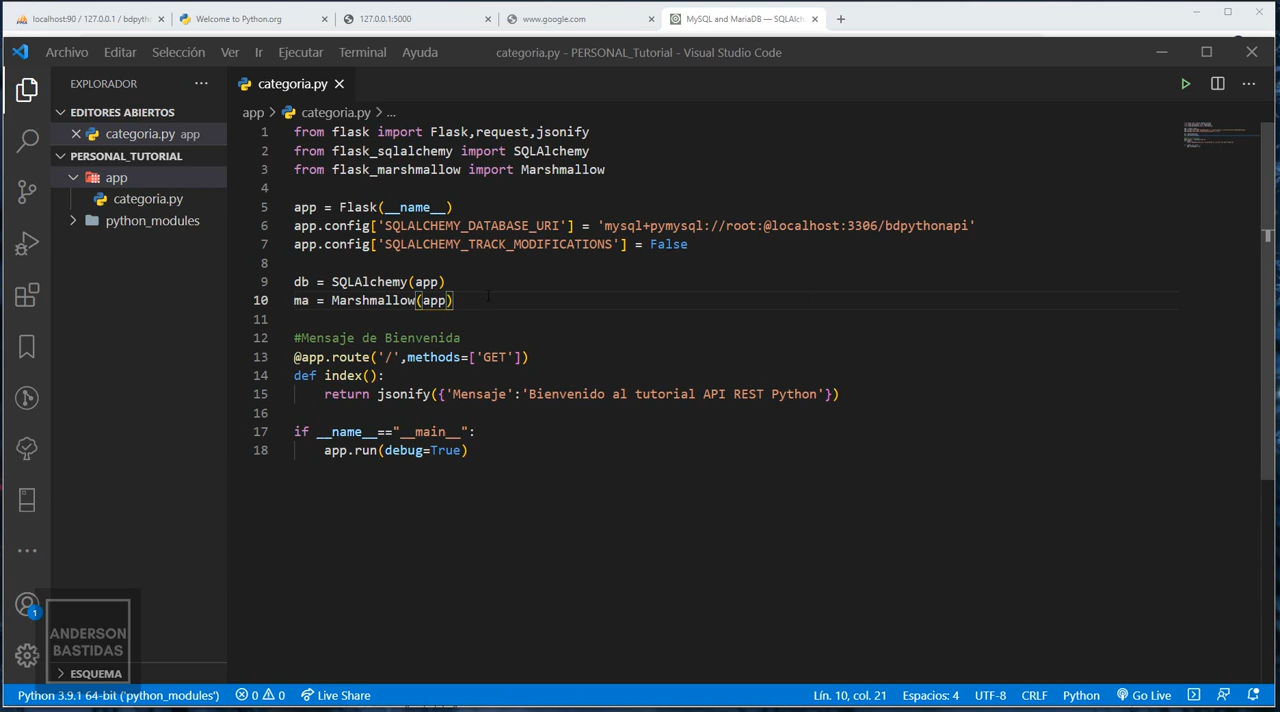 localhost:90 / 127.0.0.1 / bdpytho
Welcome to Python.org
127.0.0.1:5000
www.google.com
MySQL and MariaDB — SQLAlch
Archivo Editar Selección Ver Ir Ejecutar Terminal Ayuda
categoria.py - PERSONAL_Tutorial - Visual Studio Code
EXPLORADOR
EDITORES ABIERTOS
categoria.py app
PERSONAL_TUTORIAL
app
categoria.py
python_modules
categoria.py
app > categoria.py > ...
1 from flask import Flask,request,jsonify
2 from flask_sqlalchemy import SQLAlchemy
3 from flask_marshmallow import Marshmallow
4
5 app = Flask(__name__)
6 app.config['SQLALCHEMY_DATABASE_URI'] = 'mysql+pymysql://root:@localhost:3306/bdpythonapi'
7 app.config['SQLALCHEMY_TRACK_MODIFICATIONS'] = False
8
9 db = SQLAlchemy(app)
10 ma = Marshmallow(app)
11
12 #Mensaje de Bienvenida
13 @app.route('/',methods=['GET'])
14 def index():
15     return jsonify({'Mensaje':'Bienvenido al tutorial API REST Python'})
16
17 if __name__=="__main__":
18     app.run(debug=True)
1
ANDERSON
BASTIDAS
ESQUEMA
Python 3.9.1 64-bit ('python_modules') 0 0 Live Share
Lín. 10, col. 21 Espacios: 4 UTF-8 CRLF Python Go Live